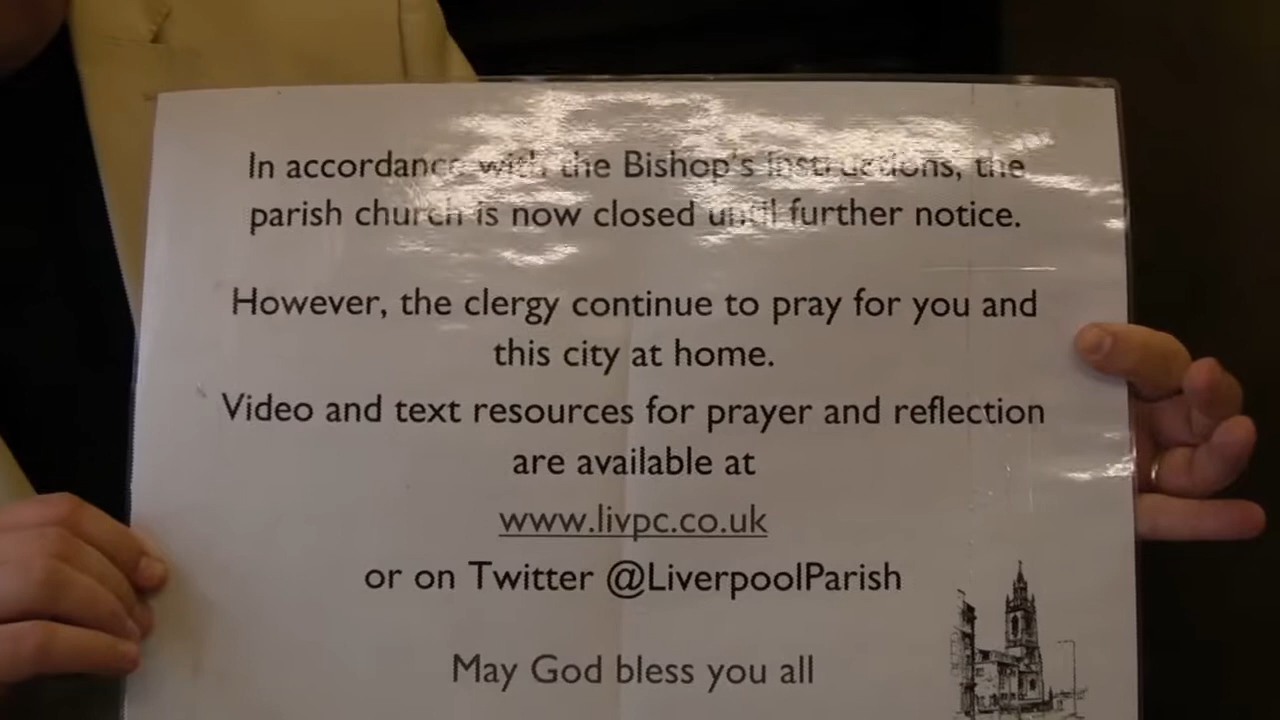 In accordance with the Bishop's instructions, the
parish church is now closed until further notice.
However, the clergy continue to pray for you and
this city at home.
Video and text resources for prayer and reflection
are available at
www.livpc.co.uk
or on Twitter @LiverpoolParish
May God bless you all